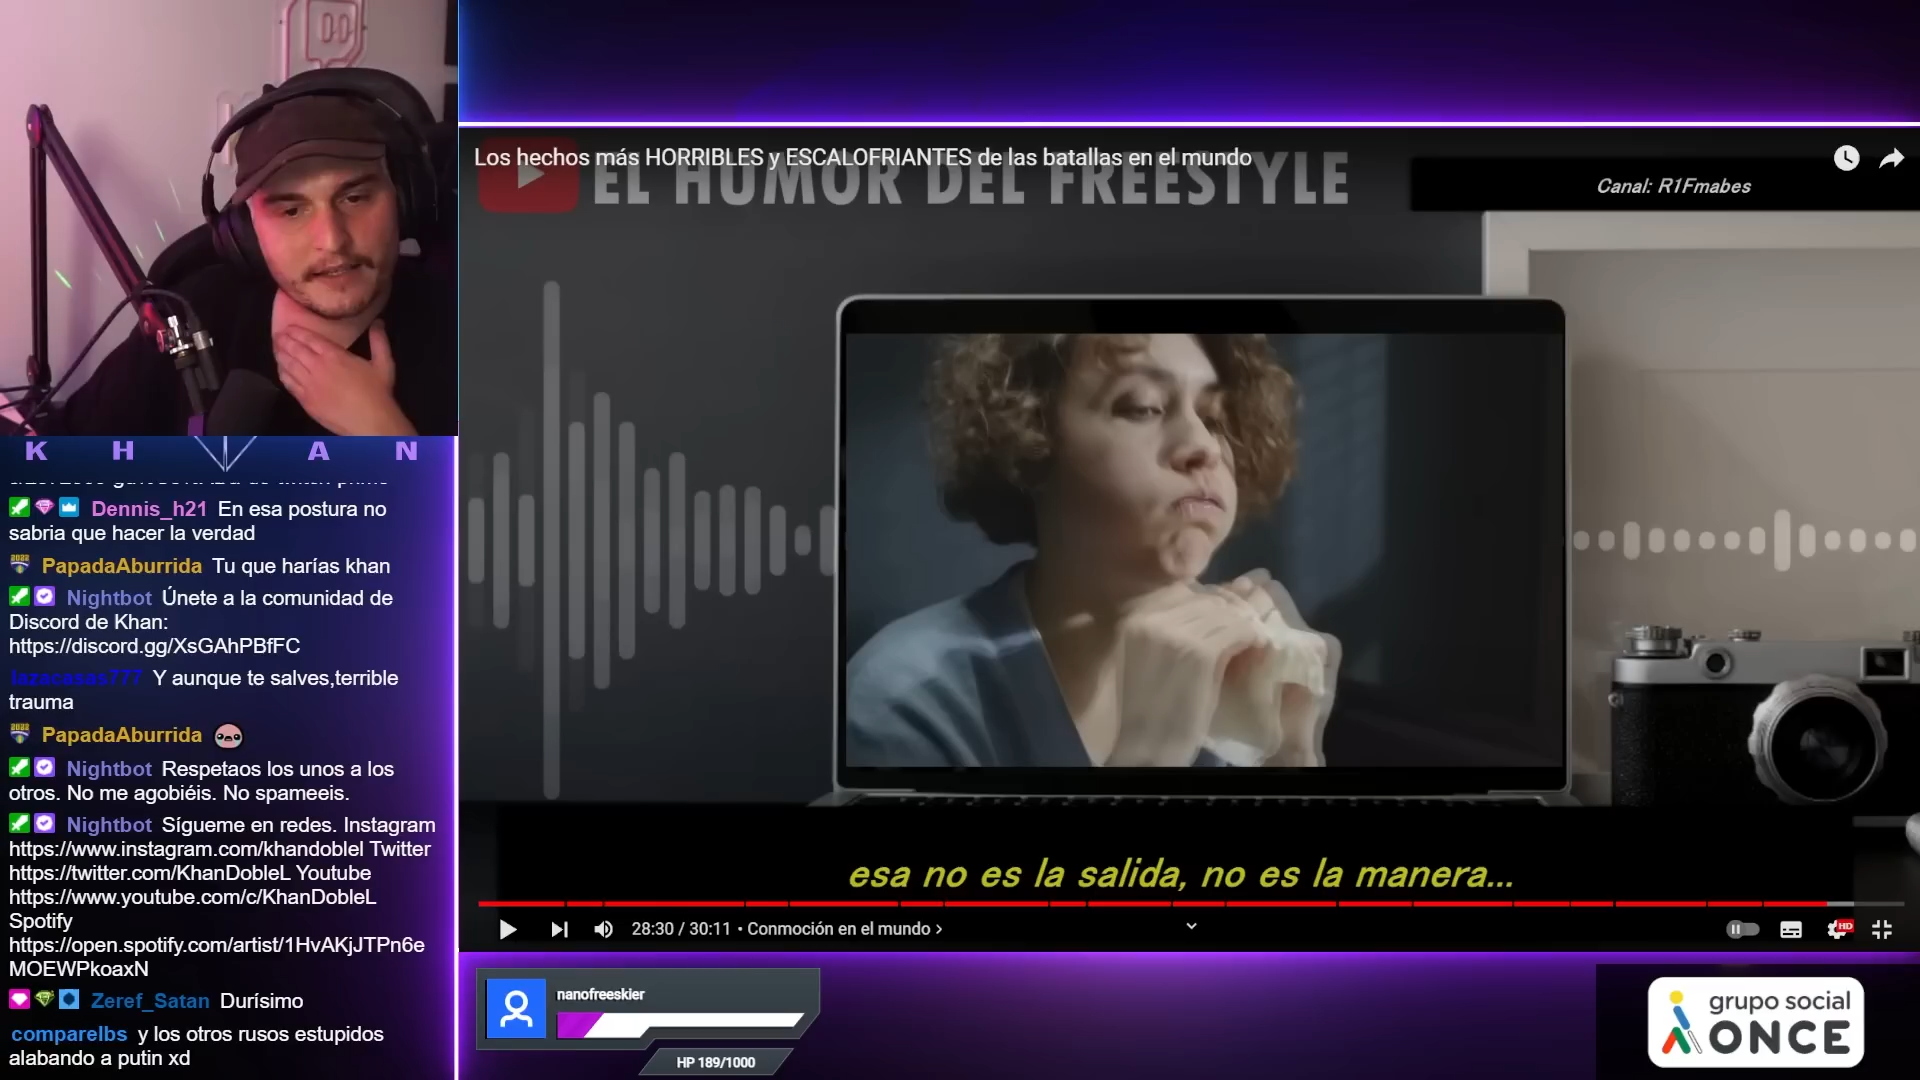 K H A N
Dennis_h21 En esa postura no
sabria que hacer la verdad
PapadaAburrida Tu que harías khan
Nightbot Únete a la comunidad de
Discord de Khan:
https://discord.gg/XsGAhPBfFC
lazacasas777 Y aunque te salves,terrible
trauma
PapadaAburrida
Nightbot Respetaos los unos a los
otros. No me agobiéis. No spameeis.
Nightbot Sígueme en redes. Instagram
https://www.instagram.com/khandoblel Twitter
https://twitter.com/KhanDobleL Youtube
https://www.youtube.com/c/KhanDobleL
Spotify
https://open.spotify.com/artist/1HvAKjJTPn6e
MOEWPkoaxN
Zeref_Satan Durísimo
comparelbs y los otros rusos estupidos
alabando a putin xd
Los hechos más HORRIBLES y ESCALOFRIANTES de las batallas en el mundo
EL HUMOR DEL FREESTYLE
Canal: R1Fmabes
esa no es la salida, no es la manera...
28:30 / 30:11 • Conmoción en el mundo ›
HD
nanofreeskier
HP 189/1000
grupo social
ONCE